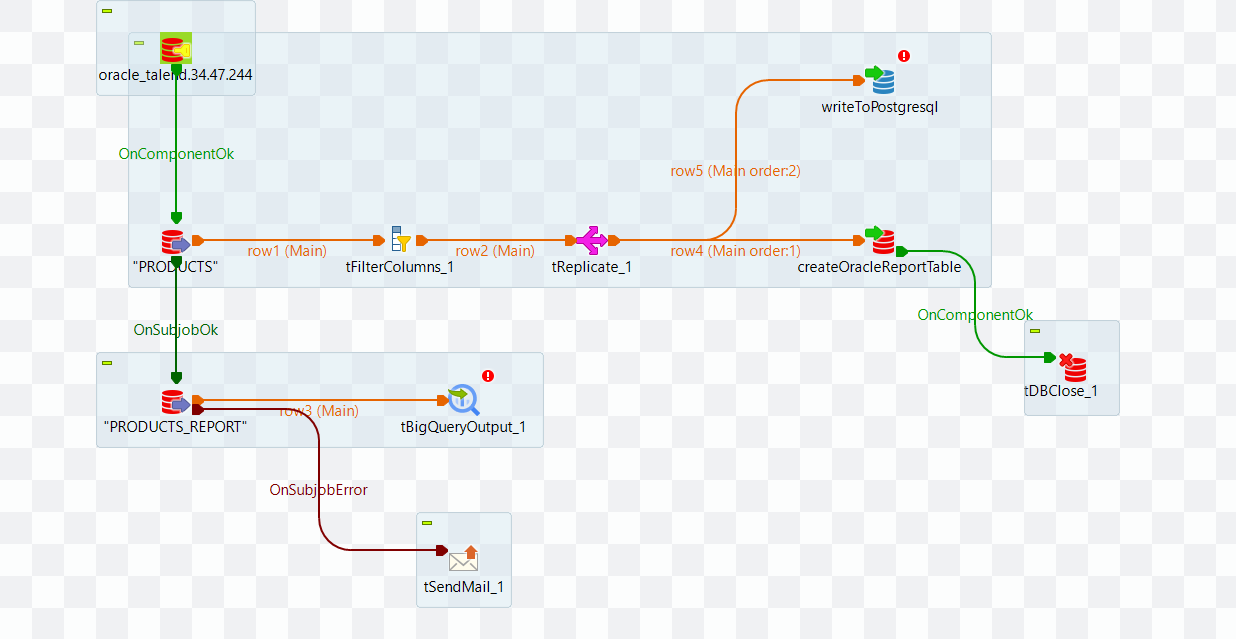 oracle_talend.34.47.244
writeToPostgresql
OnComponentOk
row5 (Main order:2)
row1 (Main)
row2 (Main)
row4 (Main order:1)
"PRODUCTS"
tFilterColumns_1
tReplicate_1
createOracleReportTable
OnComponentOk
OnSubjobOk
tDBClose_1
row3 (Main)
"PRODUCTS_REPORT"
tBigQueryOutput_1
OnSubjobError
tSendMail_1